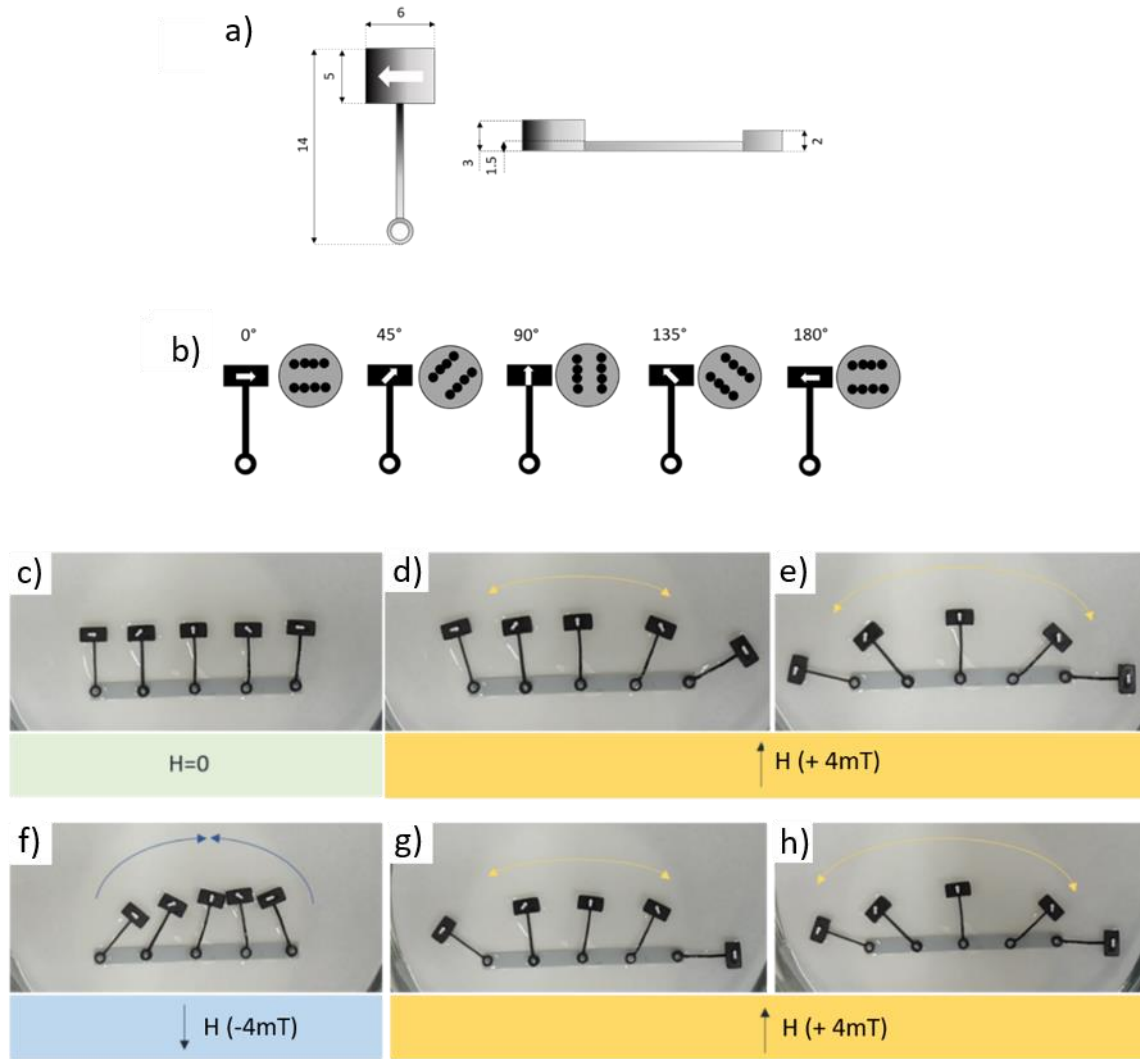 a)
6
5
14
3
1.5
2
b)
0°
45°
90°
135°
180°
c)
d)
e)
H=0
H (+ 4mT)
f)
g)
h)
H (-4mT)
H (+ 4mT)